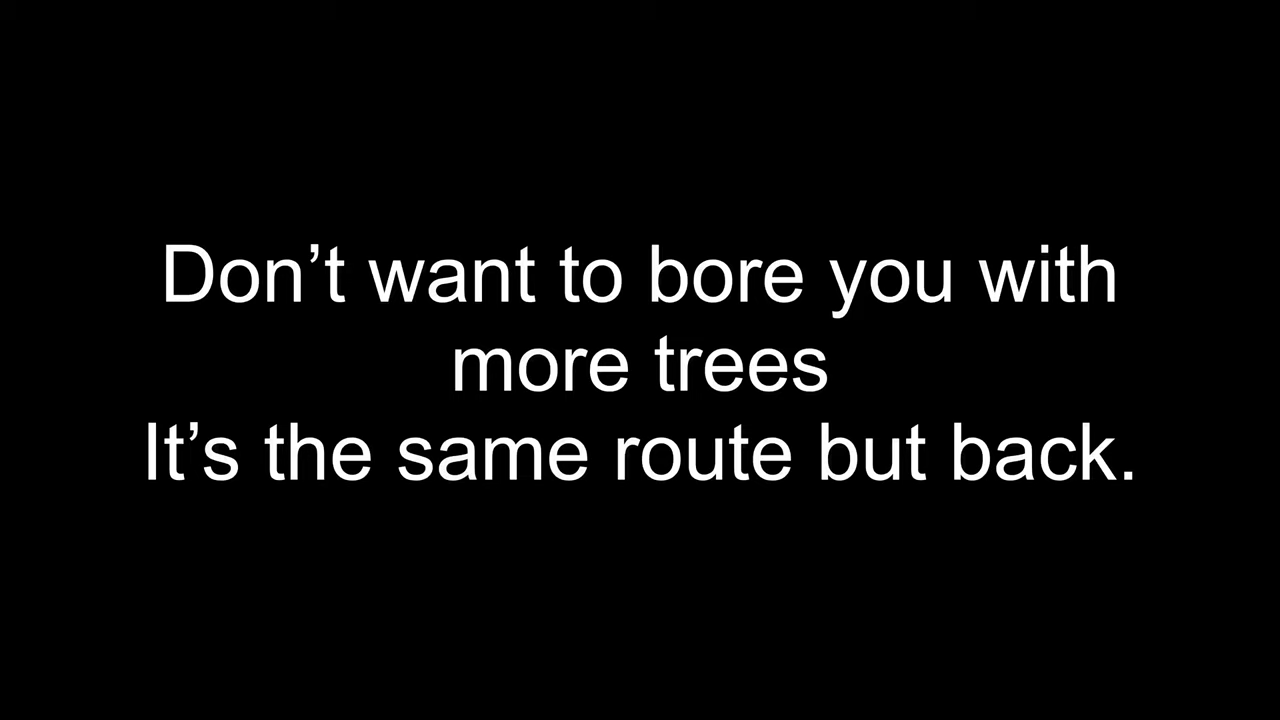 Don’t want to bore you with
more trees
It’s the same route but back.